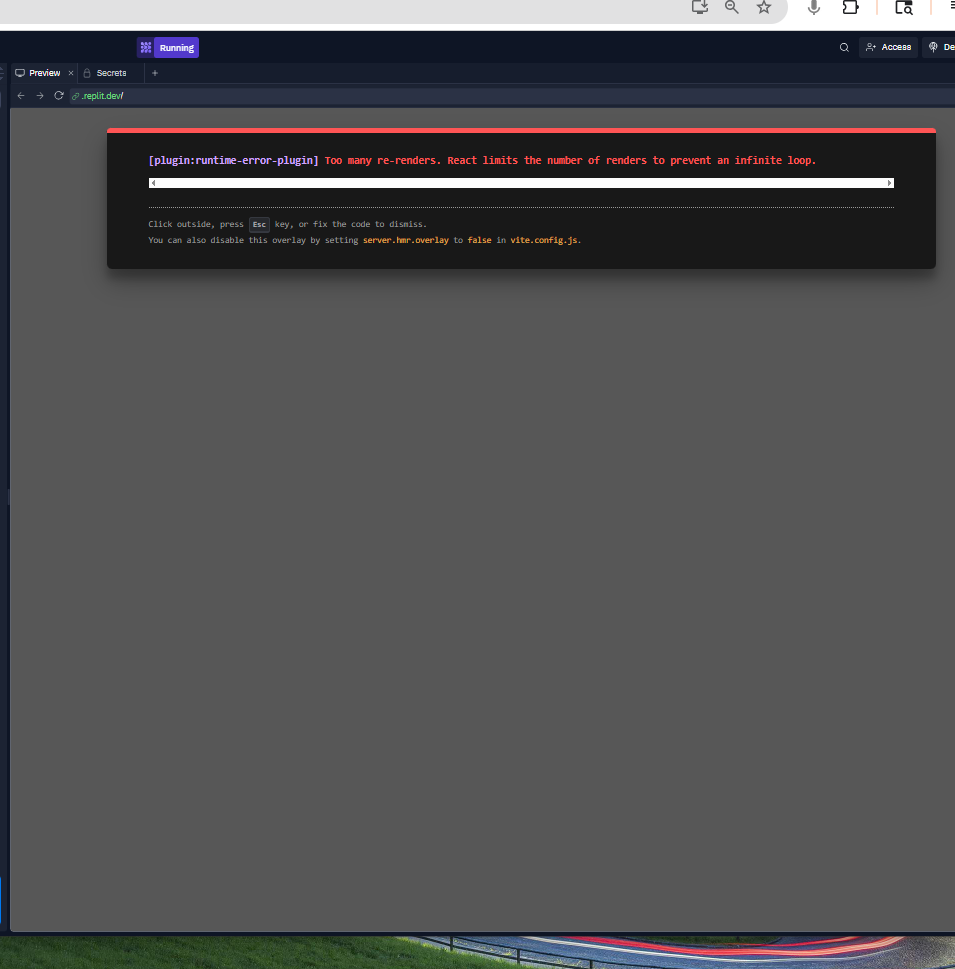 Running
Access
De
Preview
Secrets
.replit.dev/
[plugin:runtime-error-plugin] Too many re-renders. React limits the number of renders to prevent an infinite loop.
Click outside, press Esc key, or fix the code to dismiss.
You can also disable this overlay by setting server.hmr.overlay to false in vite.config.js.